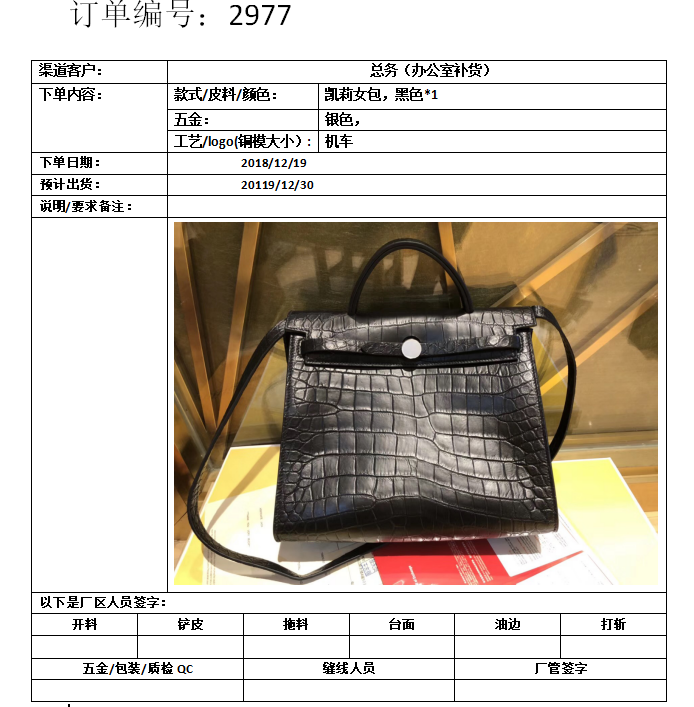 订单编号：2977
渠道客户： 总务（办公室补货）
下单内容： 款式/皮料/颜色： 凯莉女包，黑色*1
五金： 银色，
工艺/logo(铜模大小）: 机车
下单日期： 2018/12/19
预计出货： 20119/12/30
说明/要求备注：
以下是厂区人员签字：
开料 铲皮 拖料 台面 油边 打斩
五金/包装/质检 QC 缝线人员 厂管签字